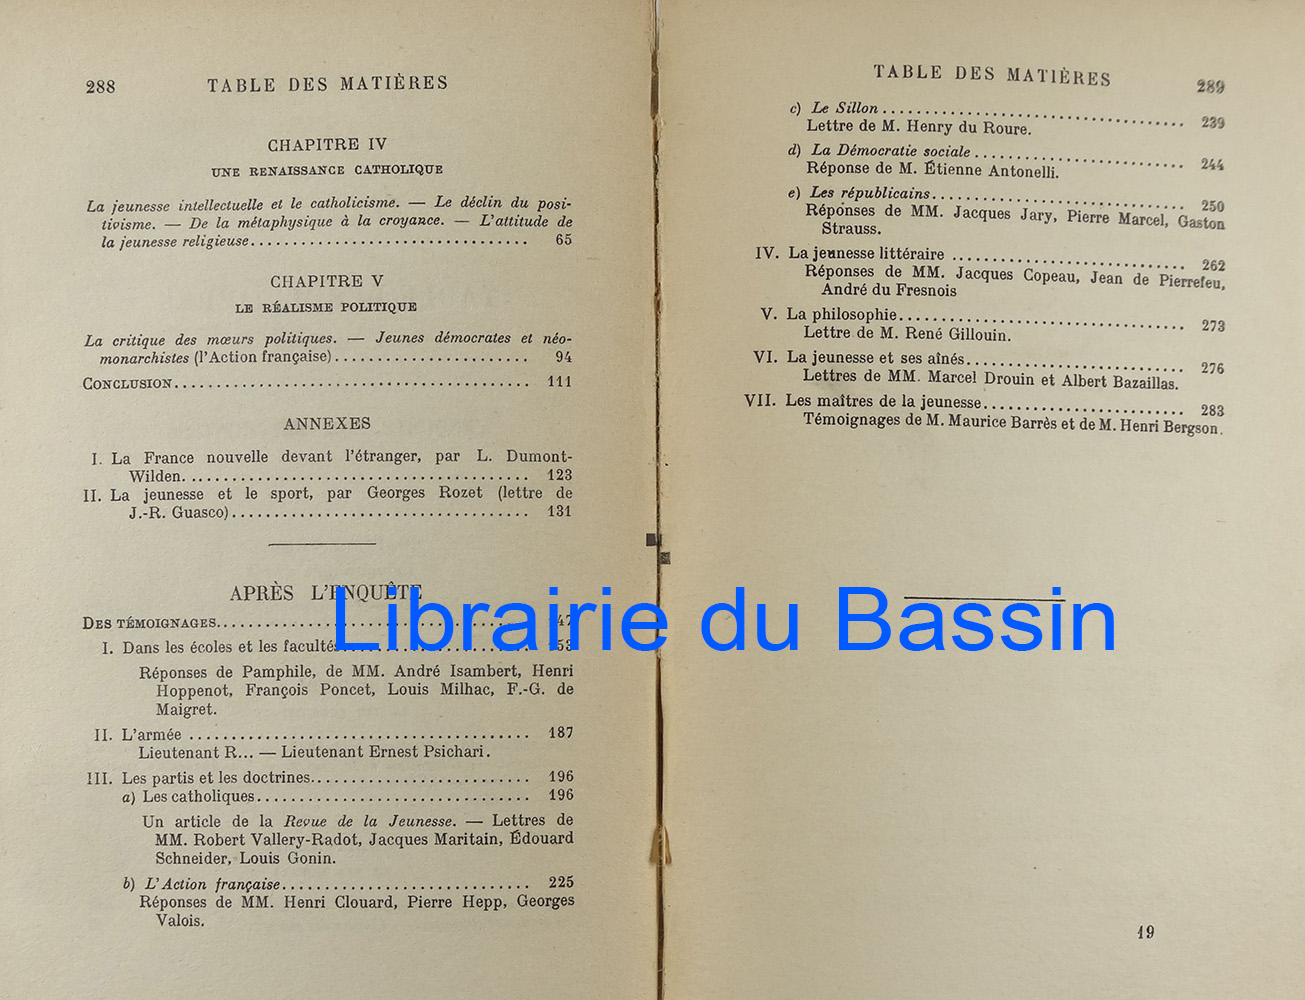 288 TABLE DES MATIÈRES
CHAPITRE IV
UNE RENAISSANCE CATHOLIQUE
La jeunesse intellectuelle et le catholicisme. — Le déclin du posi-
tivisme. — De la métaphysique à la croyance. — L'attitude de
la jeunesse religieuse................................. 65
CHAPITRE V
LE RÉALISME POLITIQUE
La critique des mœurs politiques. — Jeunes démocrates et néo-
monarchistes (l'Action française)....................... 94
CONCLUSION.......................................... 111
ANNEXES
I. La France nouvelle devant l'étranger, par L. Dumont-
Wilden. ........................................ 123
II. La jeunesse et le sport, par Georges Rozet (lettre de
J.-R. Guasco)................................... 131
APRÈS L'ENQUÊTE
DES TÉMOIGNAGES..................................... 147
I. Dans les écoles et les facultés...................... 153
Réponses de Pamphile, de MM. André Isambert, Henri
Hoppenot, François Poncet, Louis Milhac, F.-G. de
Maigret.
II. L'armée ........................................ 187
Lieutenant R... — Lieutenant Ernest Psichari.
III. Les partis et les doctrines.......................... 196
a) Les catholiques................................ 196
Un article de la Revue de la Jeunesse. — Lettres de
MM. Robert Vallery-Radot, Jacques Maritain, Édouard
Schneider, Louis Gonin.
b) L'Action française............................. 225
Réponses de MM. Henri Clouard, Pierre Hepp, Georges
Valois.
TABLE DES MATIÈRES 289
c) Le Sillon.................................... 239
Lettre de M. Henry du Roure.
d) La Démocratie sociale......................... 244
Réponse de M. Étienne Antonelli.
e) Les républicains.............................. 250
Réponses de MM. Jacques Jary, Pierre Marcel, Gaston
Strauss.
IV. La jeunesse littéraire ............................ 262
Réponses de MM. Jacques Copeau, Jean de Pierrefeu,
André du Fresnois
V. La philosophie.................................. 273
Lettre de M. René Gillouin.
VI. La jeunesse et ses aînés.......................... 276
Lettres de MM. Marcel Drouin et Albert Bazaillas.
VII. Les maîtres de la jeunesse........................ 283
Témoignages de M. Maurice Barrès et de M. Henri Bergson.
19
Librairie du Bassin